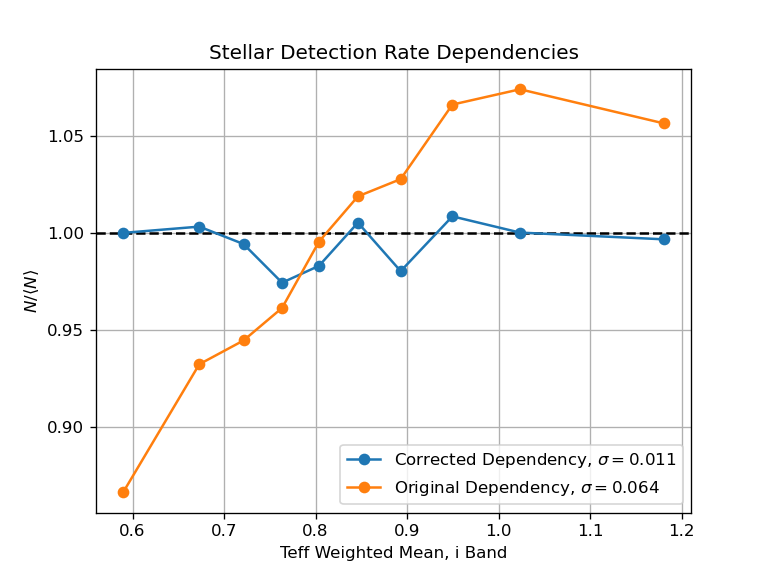 Stellar Detection Rate Dependencies
N/⟨N⟩
1.05
1.00
0.95
0.90
Corrected Dependency, σ = 0.011
Original Dependency, σ = 0.064
0.6 0.7 0.8 0.9 1.0 1.1 1.2
Teff Weighted Mean, i Band